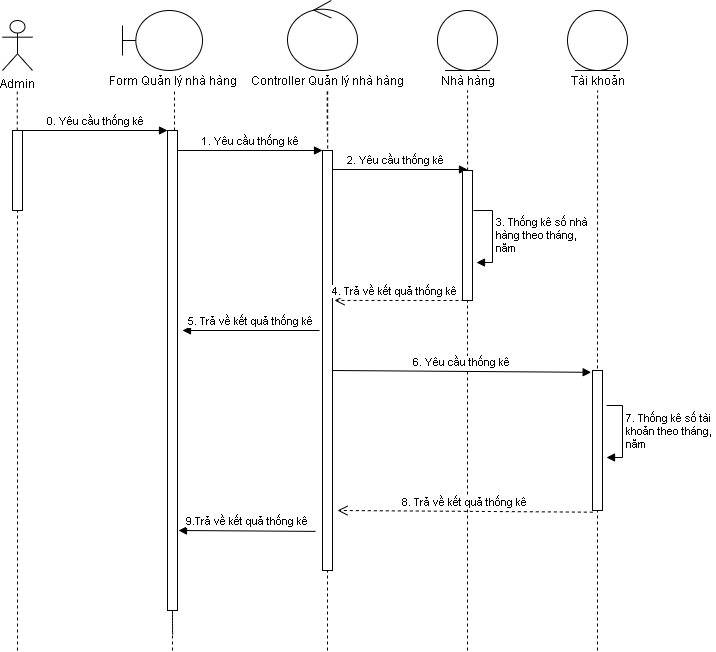 Admin
Form Quản lý nhà hàng
Controller Quản lý nhà hàng
Nhà hàng
Tài khoản
0. Yêu cầu thống kê
1. Yêu cầu thống kê
2. Yêu cầu thống kê
3. Thống kê số nhà
hàng theo tháng,
năm
4. Trả về kết quả thống kê
5. Trả về kết quả thống kê
6. Yêu cầu thống kê
7. Thống kê số tài
khoản theo tháng,
năm
8. Trả về kết quả thống kê
9.Trả về kết quả thống kê